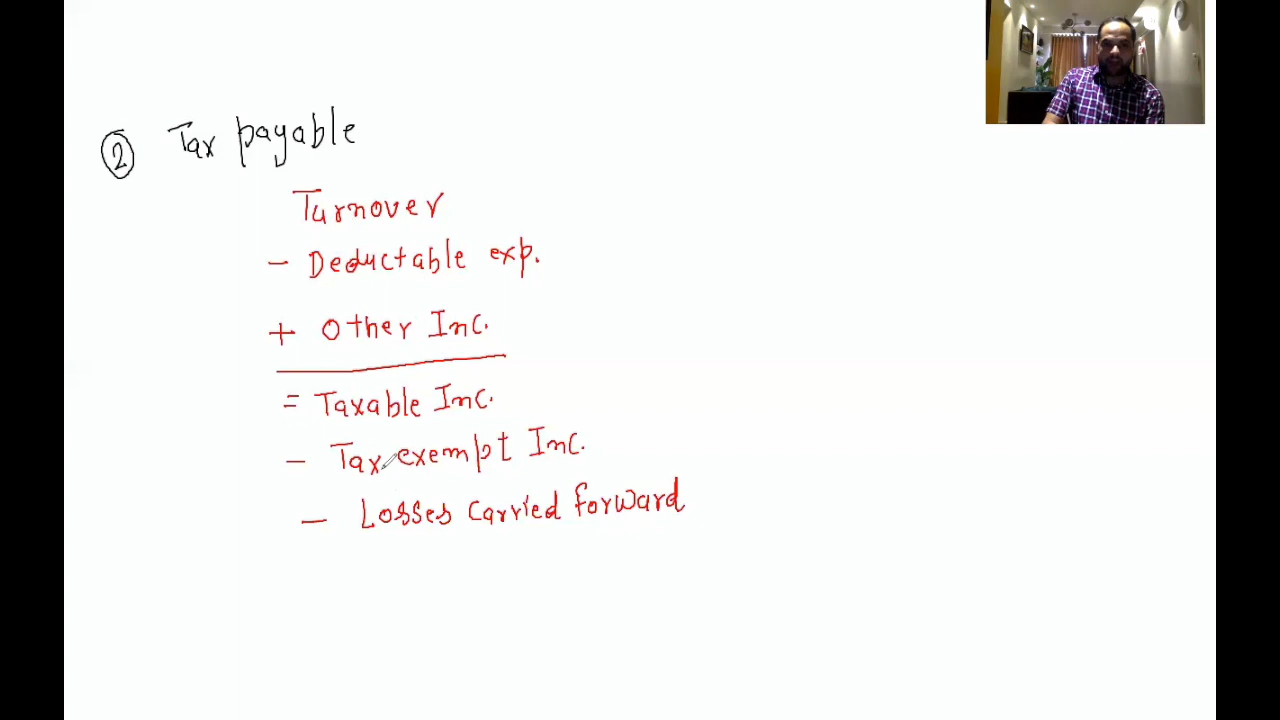 ② Tax payable
Turnover
- Deductable exp.
+ Other Inc.
= Taxable Inc.
- Tax exempt Inc.
- Losses Carried forward